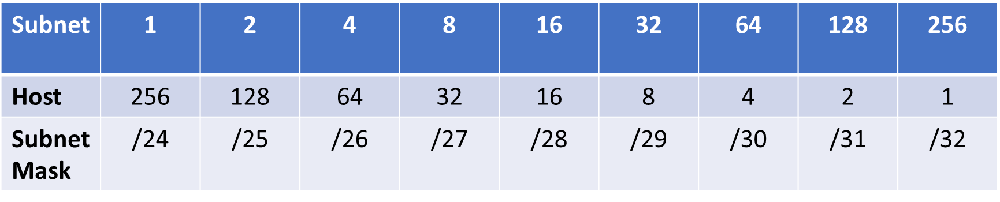 Subnet 1 2 4 8 16 32 64 128 256
Host 256 128 64 32 16 8 4 2 1
Subnet Mask /24 /25 /26 /27 /28 /29 /30 /31 /32